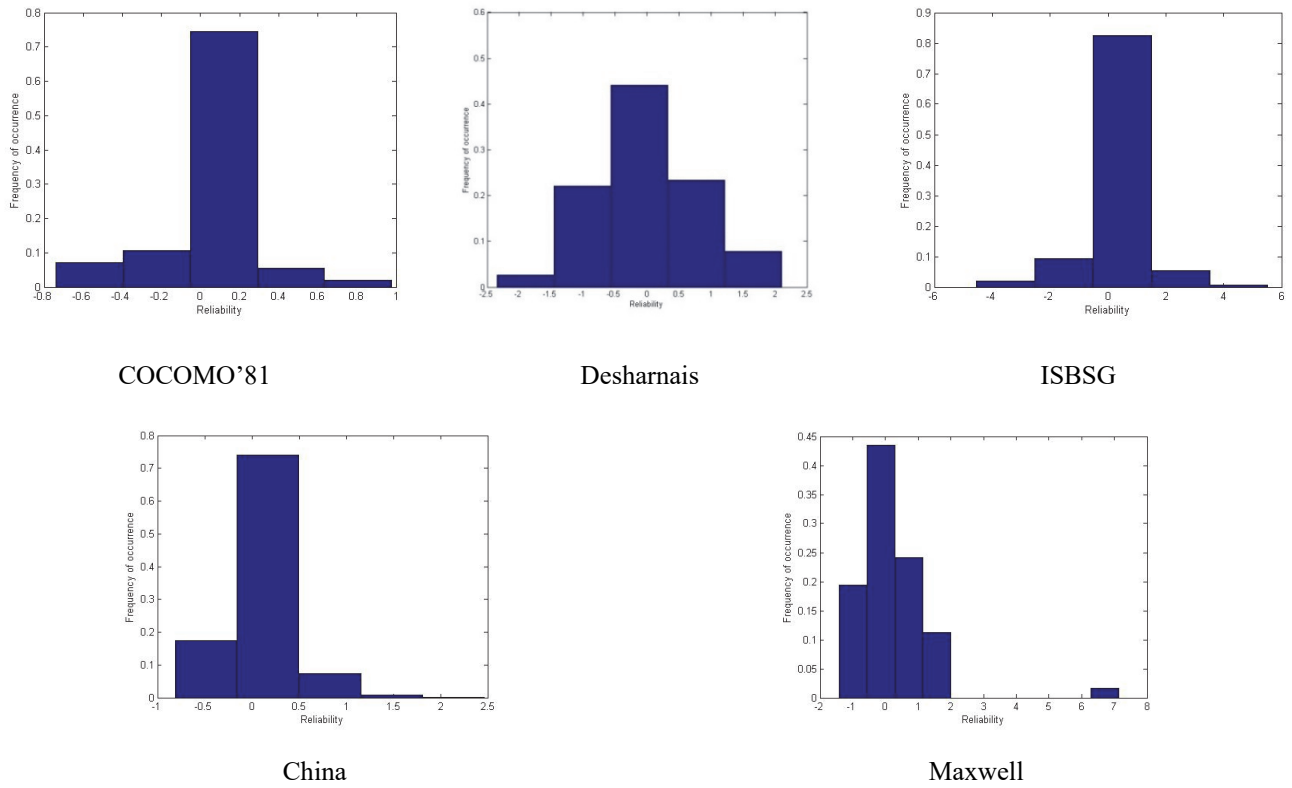 0.8
0.7
0.6
0.5
0.4
0.3
0.2
0.1
0
Frequency of occurrence
-0.8 -0.6 -0.4 -0.2 0 0.2 0.4 0.6 0.8 1
Reliability
COCOMO’81
0.6
0.5
0.4
0.3
0.2
0.1
0
Frequency of occurrence
-2.5 -2 -1.5 -1 -0.5 0 0.5 1 1.5 2 2.5
Reliability
Desharnais
0.9
0.8
0.7
0.6
0.5
0.4
0.3
0.2
0.1
0
Frequency of occurrence
-6 -4 -2 0 2 4 6
Reliability
ISBSG
0.8
0.7
0.6
0.5
0.4
0.3
0.2
0.1
0
Frequency of occurrence
-1 -0.5 0 0.5 1 1.5 2 2.5
Reliability
China
0.45
0.4
0.35
0.3
0.25
0.2
0.15
0.1
0.05
0
Frequency of occurrence
-2 -1 0 1 2 3 4 5 6 7 8
Reliability
Maxwell